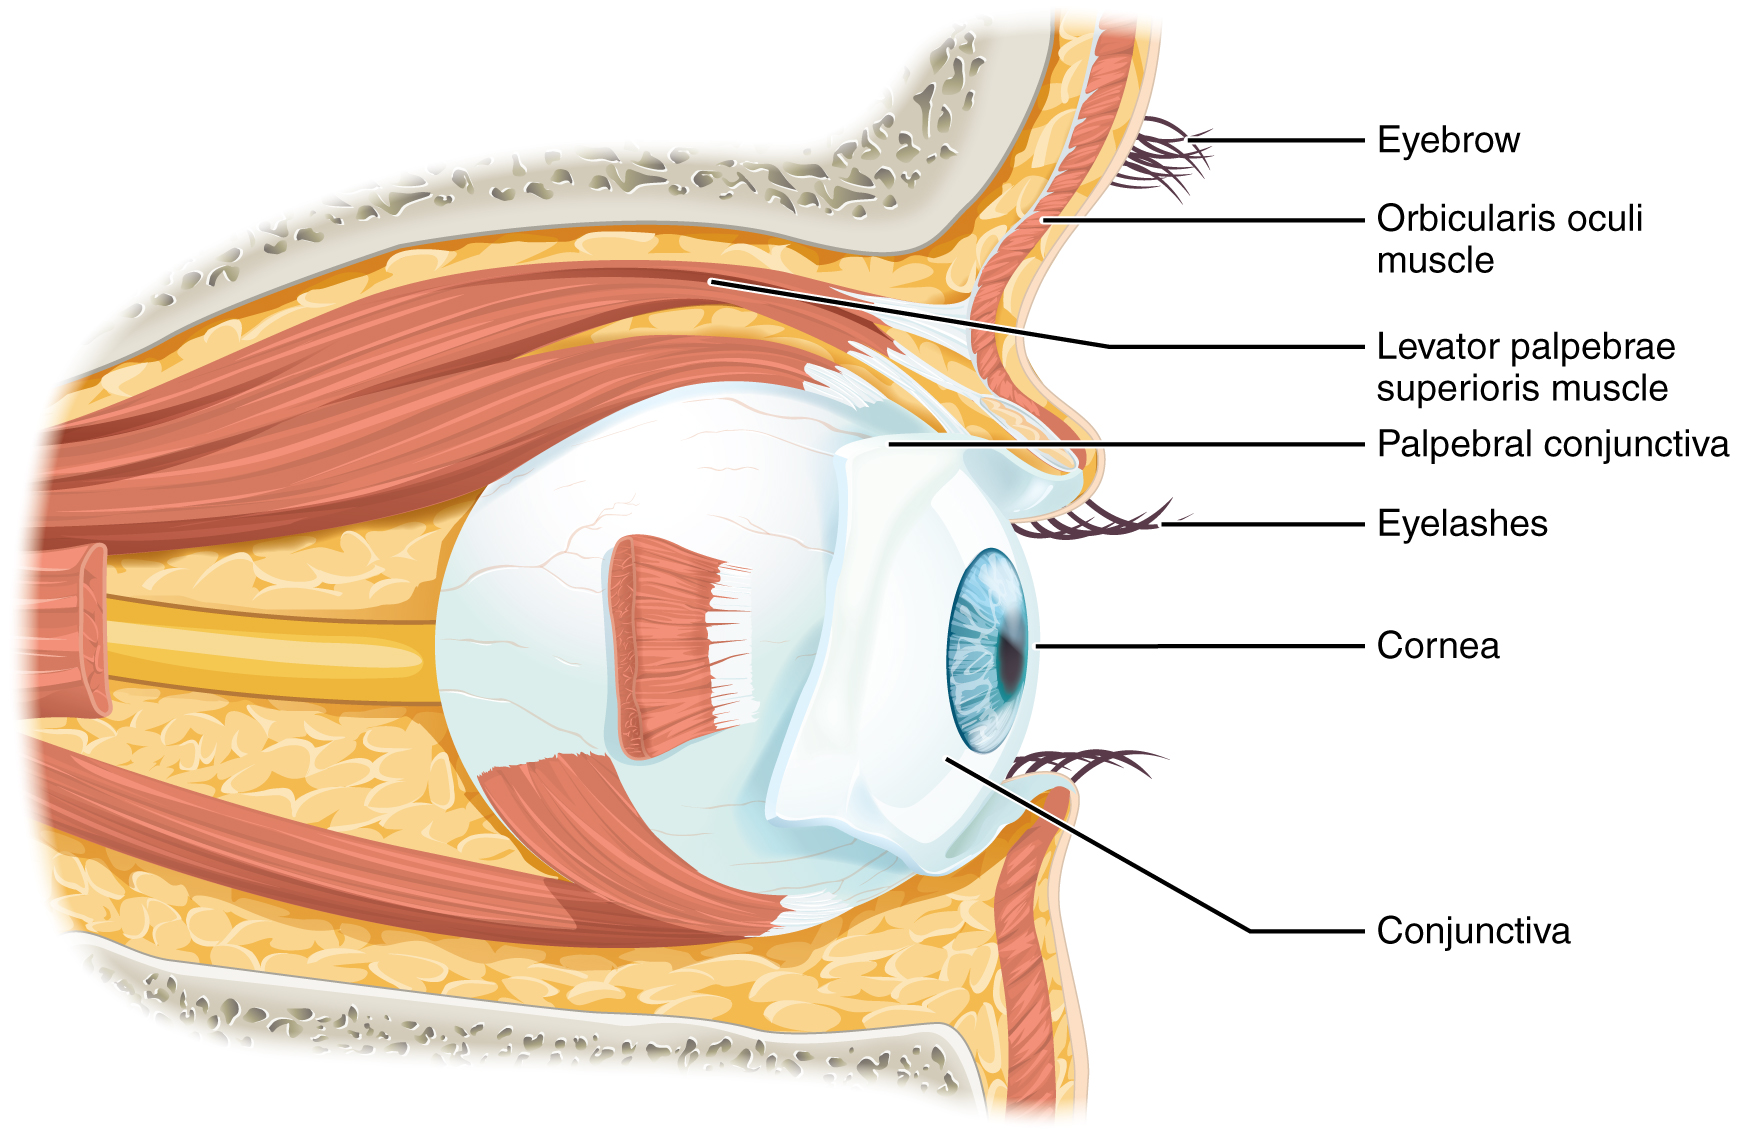 Eyebrow
Orbicularis oculi
muscle
Levator palpebrae
superioris muscle
Palpebral conjunctiva
Eyelashes
Cornea
Conjunctiva